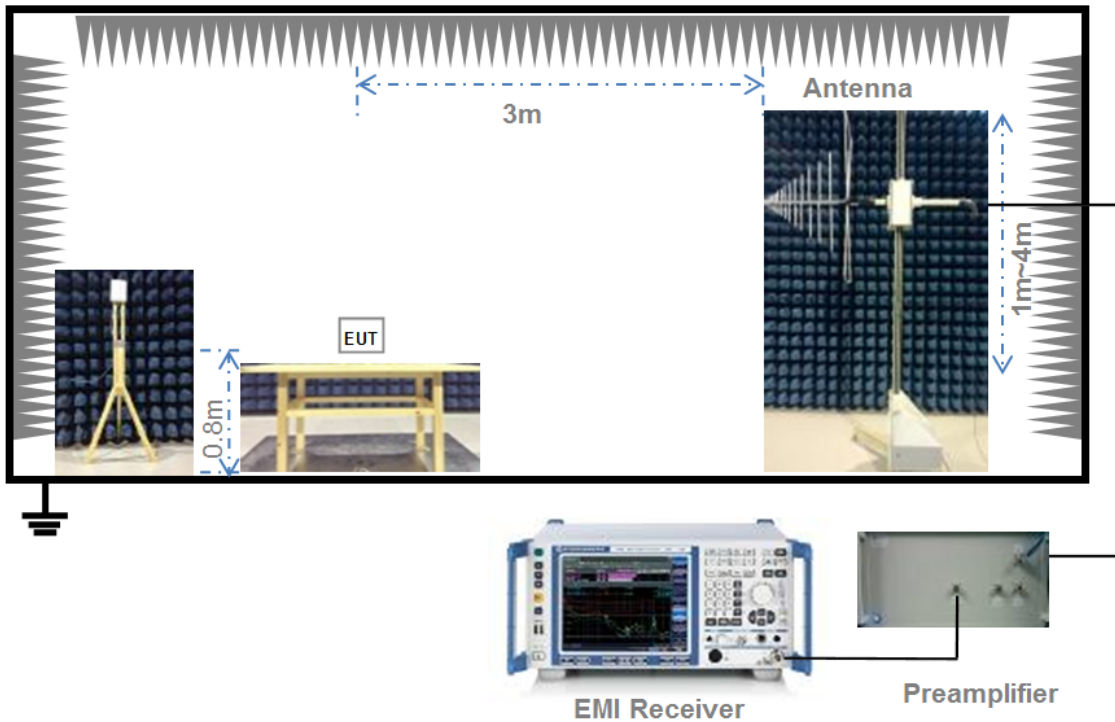 Antenna
3m
1m~4m
EUT
0.8m
EMI Receiver
Preamplifier